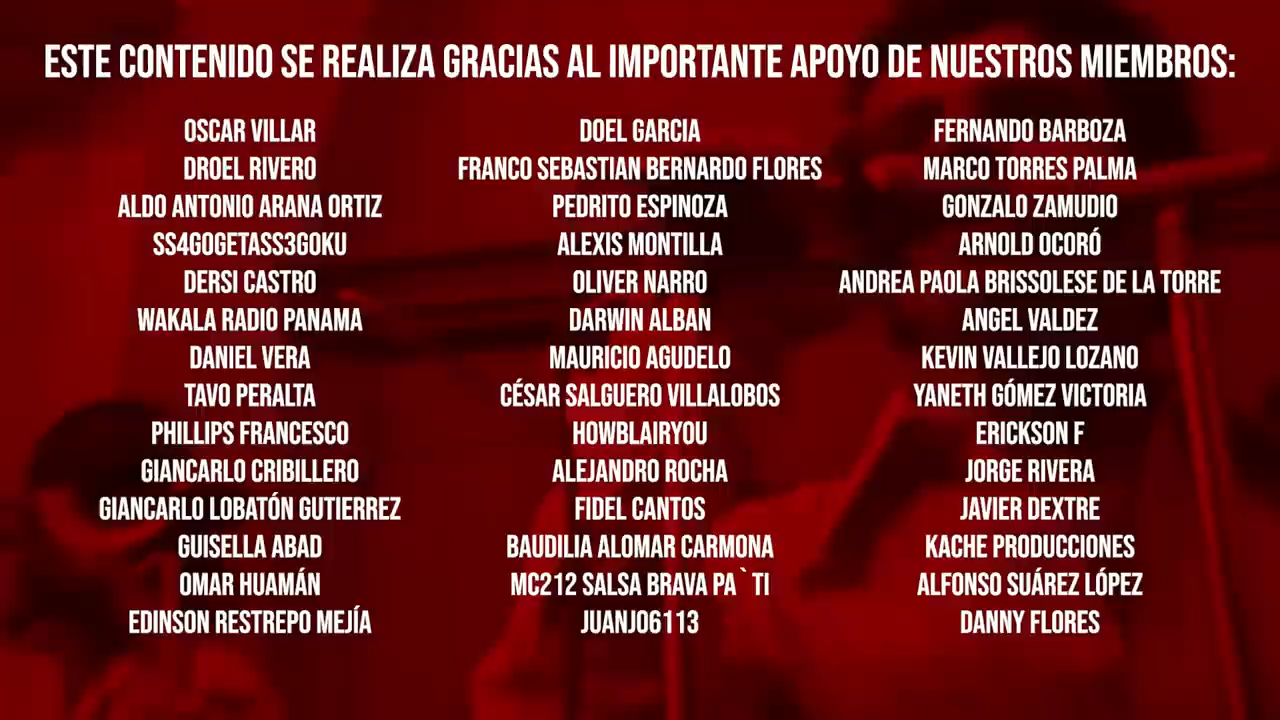 ESTE CONTENIDO SE REALIZA GRACIAS AL IMPORTANTE APOYO DE NUESTROS MIEMBROS:
OSCAR VILLAR
DROEL RIVERO
ALDO ANTONIO ARANA ORTIZ
SS4GOGETASS3GOKU
DERSI CASTRO
WAKALA RADIO PANAMA
DANIEL VERA
TAVO PERALTA
PHILLIPS FRANCESCO
GIANCARLO CRIBILLERO
GIANCARLO LOBATÓN GUTIERREZ
GUISELLA ABAD
OMAR HUAMÁN
EDINSON RESTREPO MEJÍA
DOEL GARCIA
FRANCO SEBASTIAN BERNARDO FLORES
PEDRITO ESPINOZA
ALEXIS MONTILLA
OLIVER NARRO
DARWIN ALBAN
MAURICIO AGUDELO
CÉSAR SALGUERO VILLALOBOS
HOWBLAIRYOU
ALEJANDRO ROCHA
FIDEL CANTOS
BAUDILIA ALOMAR CARMONA
MC212 SALSA BRAVA PA`TI
JUANJO6113
FERNANDO BARBOZA
MARCO TORRES PALMA
GONZALO ZAMUDIO
ARNOLD OCORÓ
ANDREA PAOLA BRISSOLESE DE LA TORRE
ANGEL VALDEZ
KEVIN VALLEJO LOZANO
YANETH GÓMEZ VICTORIA
ERICKSON F
JORGE RIVERA
JAVIER DEXTRE
KACHE PRODUCCIONES
ALFONSO SUÁREZ LÓPEZ
DANNY FLORES